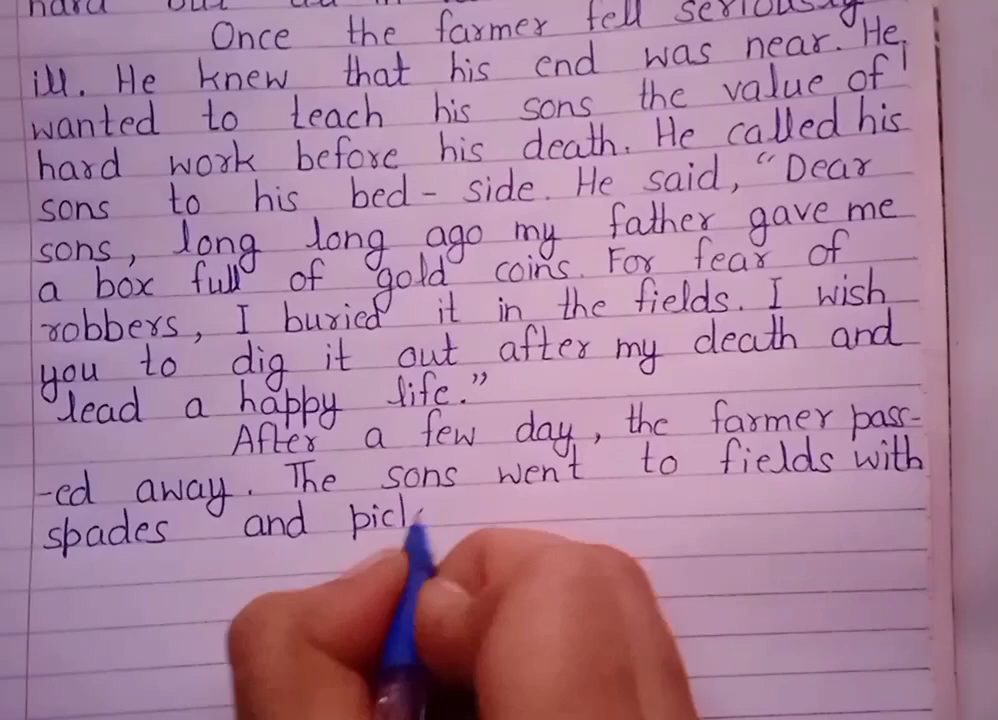 hard
Once the farmer fell seriously
ill. He knew that his end was near. He
wanted to teach his sons the value of
hard work before his death. He called his
sons to his bed - side. He said, "Dear
sons, long long ago my father gave me
a box full of gold coins. For fear of
robbers, I buried it in the fields. I wish
you to dig it out after my death and
lead a happy life."
After a few day, the farmer pass-
-ed away. The sons went to fields with
spades and pick